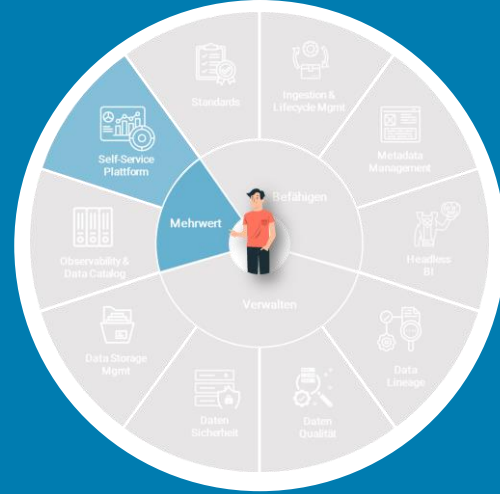 Standards
Ingestion &
Lifecycle Mgmt
Self-Service
Plattform
Metadata
Management
Mehrwert
Befähigen
Observability &
Data Catalog
Headless
BI
Verwalten
Data Storage
Mgmt
Data
Lineage
Daten
Sicherheit
Daten
Qualität